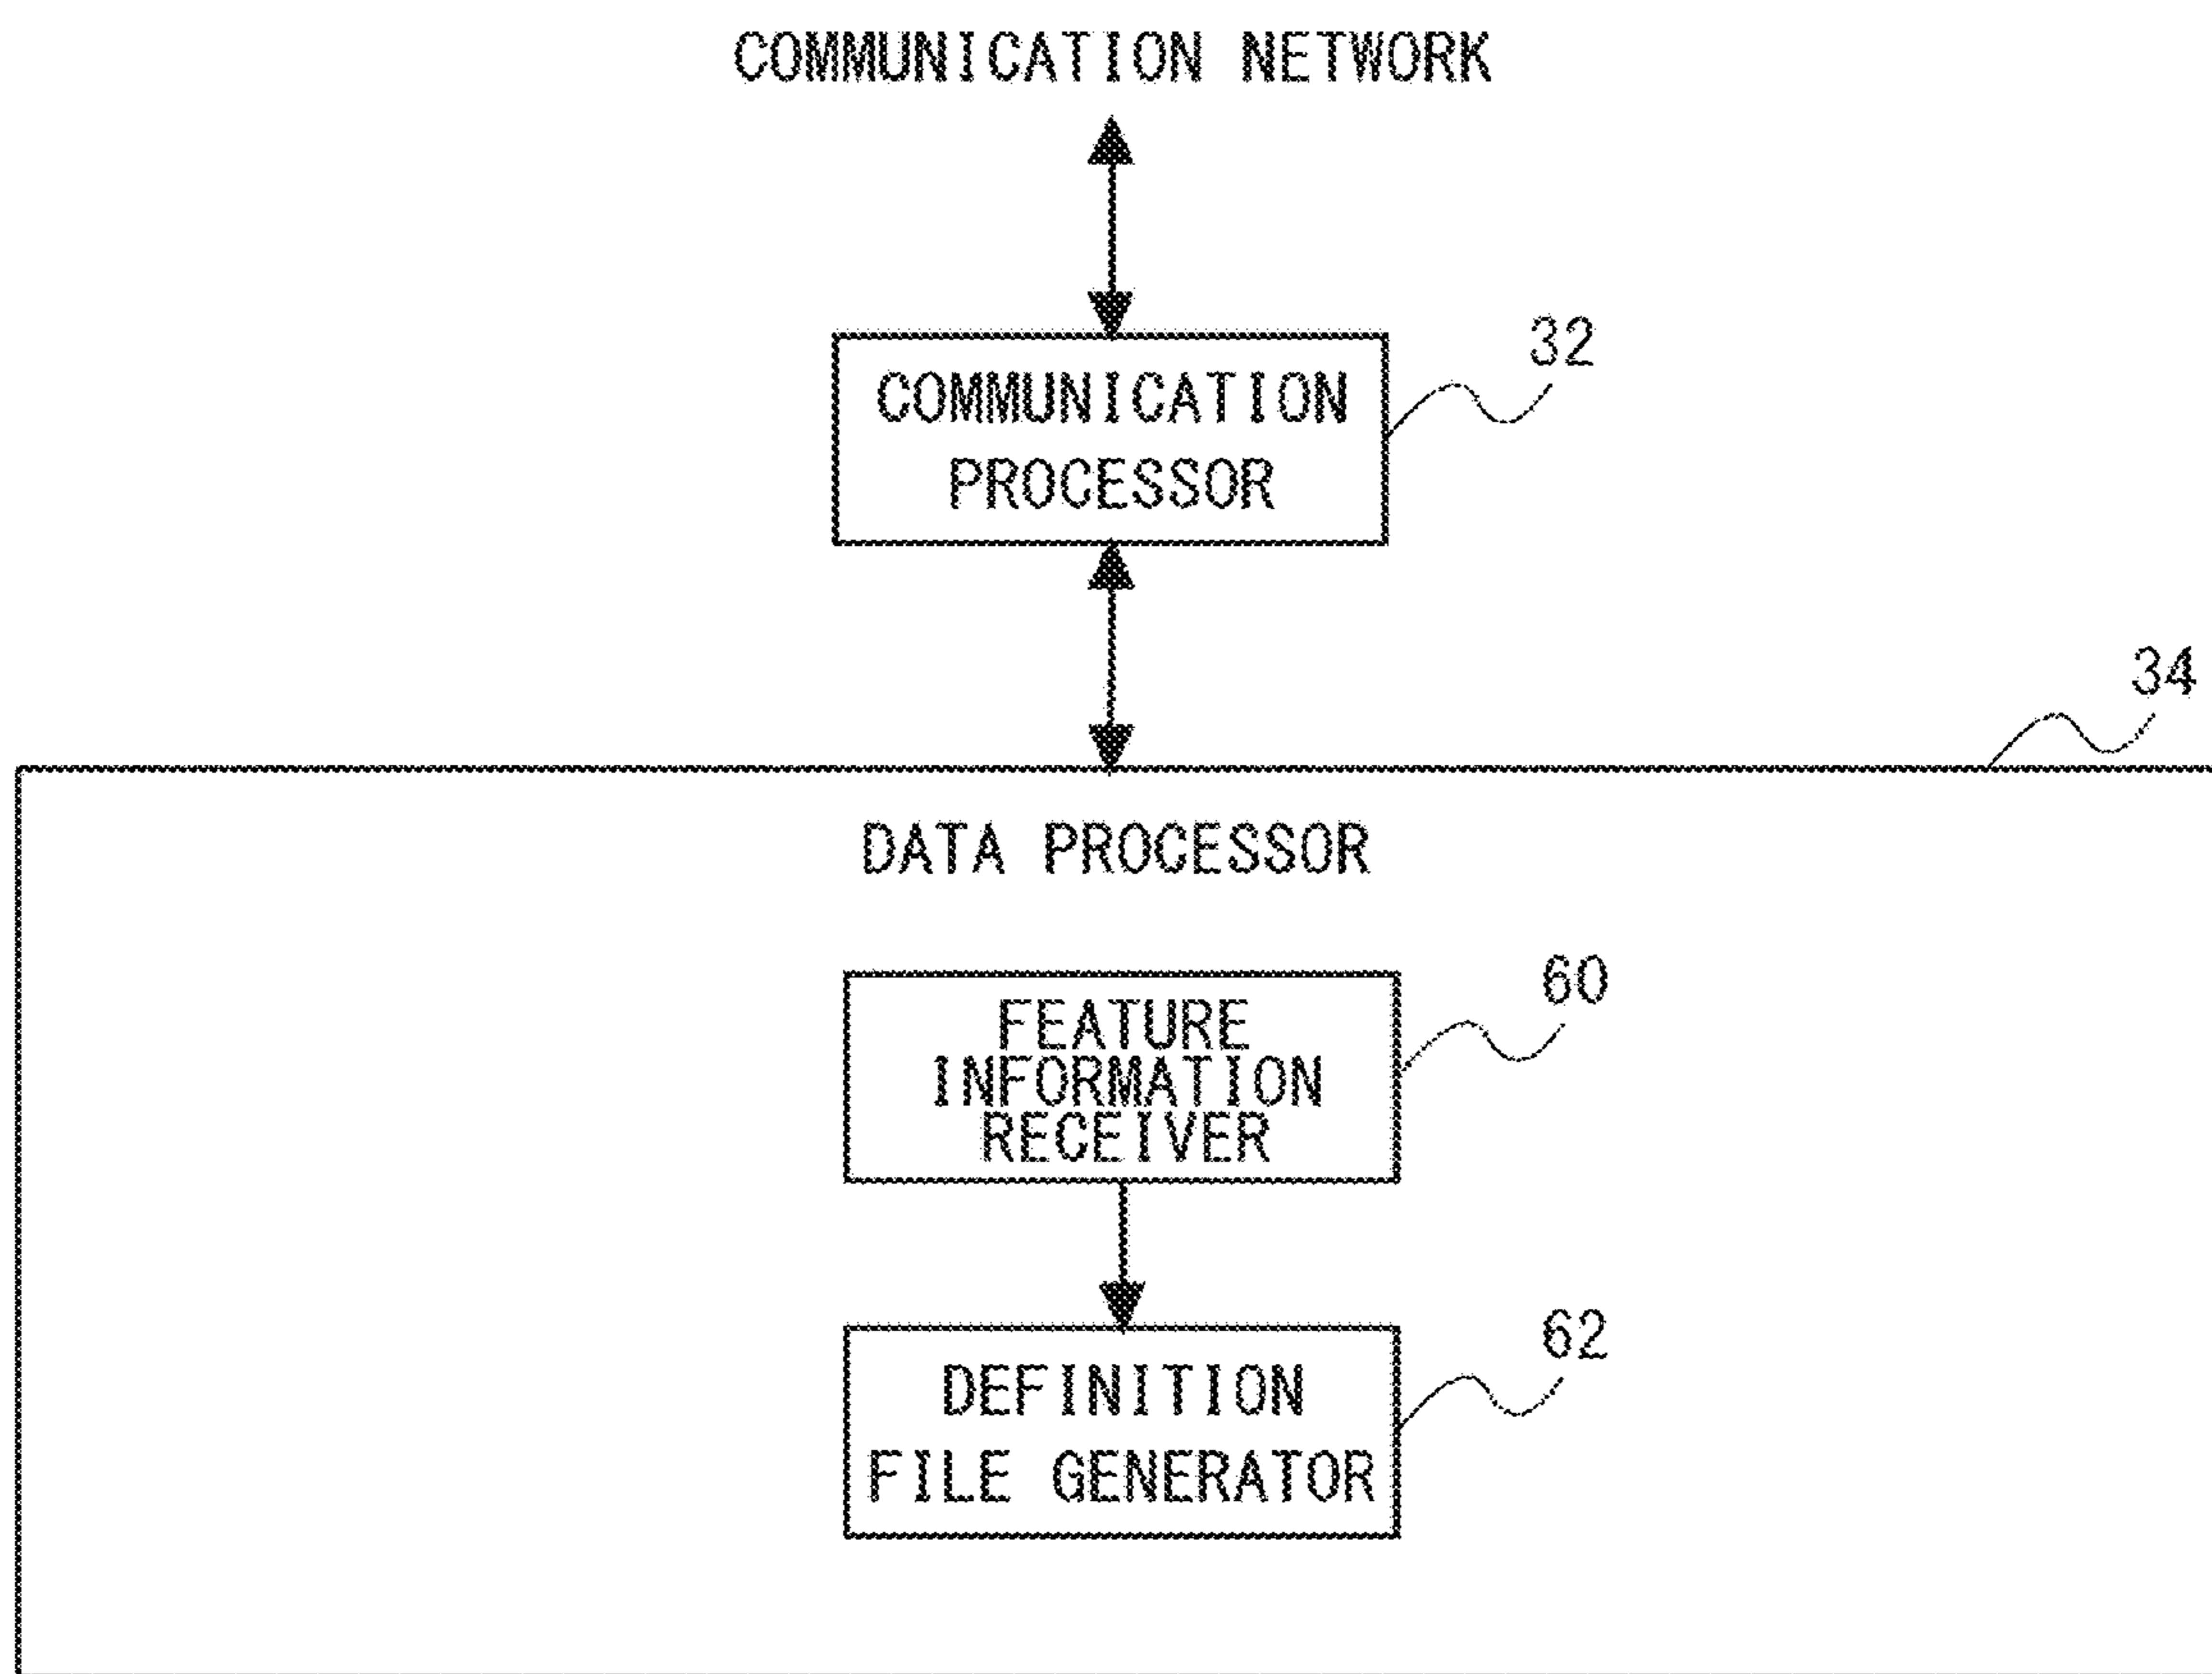 COMMUNICATION NETWORK
32
COMMUNICATION
PROCESSOR
34
DATA PROCESSOR
60
FEATURE
INFORMATION
RECEIVER
62
DEFINITION
FILE GENERATOR